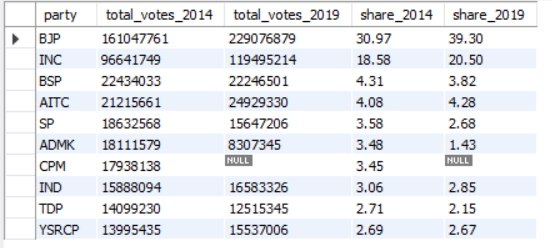 party total_votes_2014 total_votes_2019 share_2014 share_2019
BJP 161047761 229076879 30.97 39.30
INC 96641749 119495214 18.58 20.50
BSP 22434033 22246501 4.31 3.82
AITC 21215661 24929330 4.08 4.28
SP 18632568 15647206 3.58 2.68
ADMK 18111579 8307345 3.48 1.43
CPM 17938138 NULL 3.45 NULL
IND 15888094 16583326 3.06 2.85
TDP 14099230 12515345 2.71 2.15
YSRCP 13995435 15537006 2.69 2.67